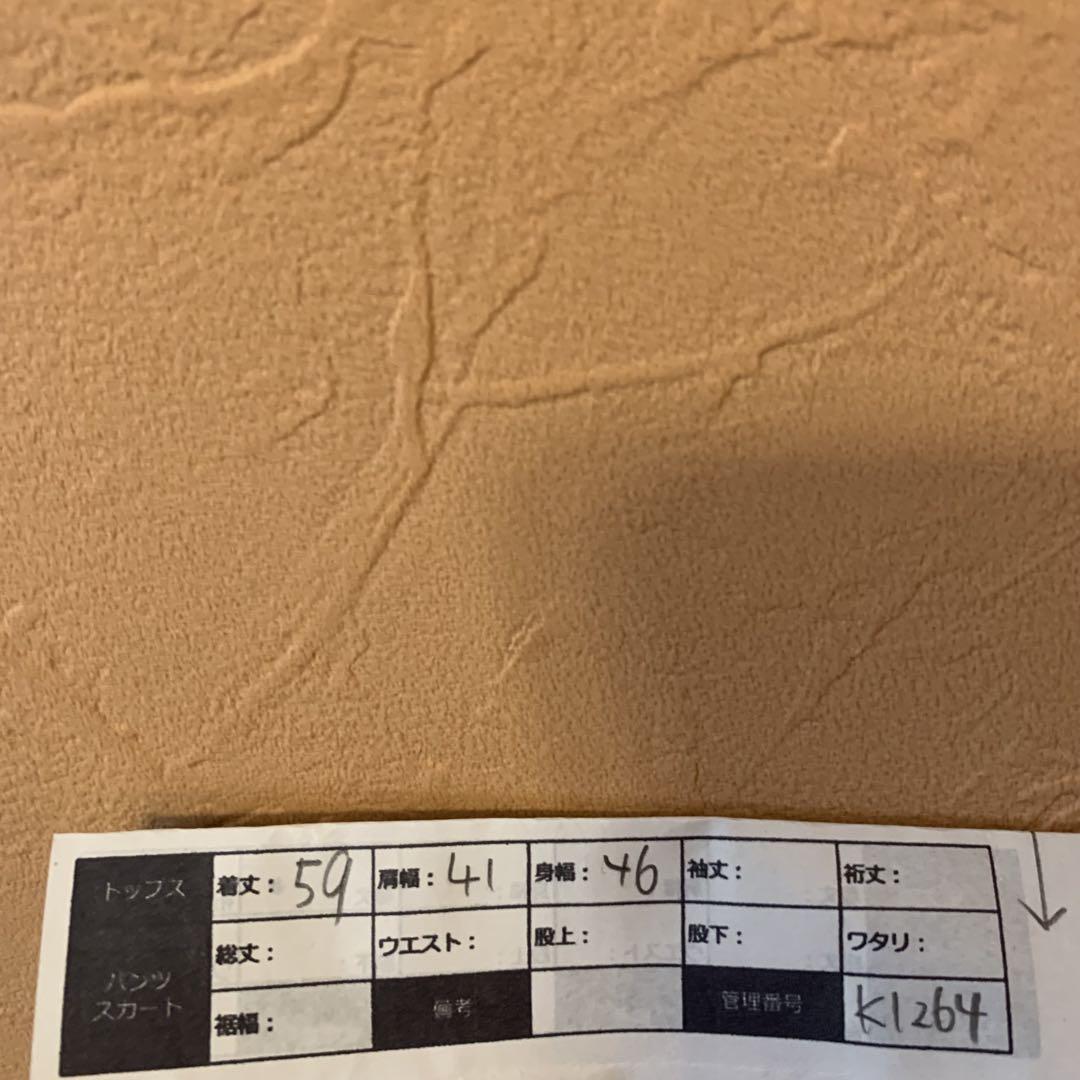 トップス 着丈：59 肩幅：41 身幅：46 袖丈： 裄丈：
パンツ
スカート
総丈： ウエスト： 股上： 股下： ワタリ：
裾幅： 備考 管理番号 K1264